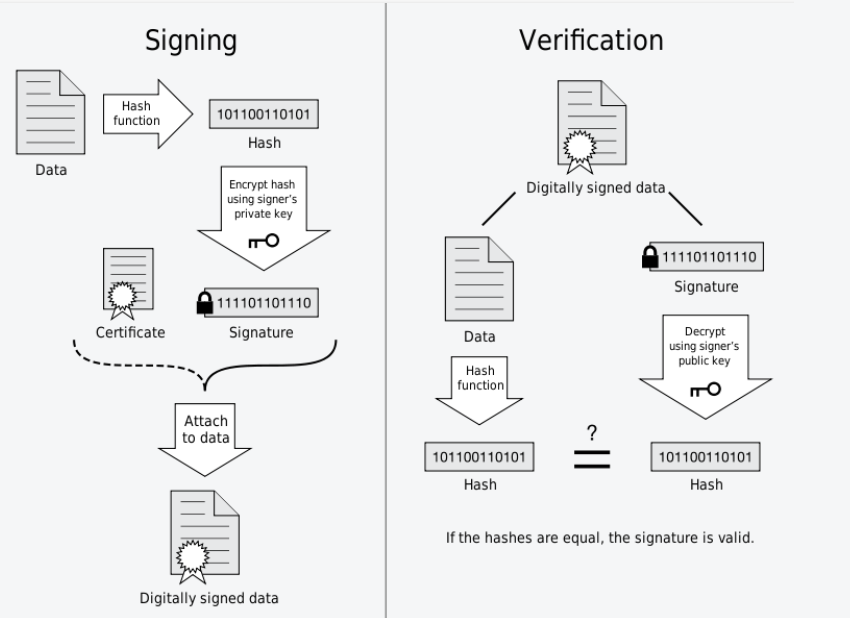 Signing
Data
Hash
function
101100110101
Hash
Encrypt hash
using signer's
private key
Certificate
111101101110
Signature
Attach
to data
Digitally signed data
Verification
Digitally signed data
Data
111101101110
Signature
Hash
function
Decrypt
using signer's
public key
101100110101
Hash
?
=
101100110101
Hash
If the hashes are equal, the signature is valid.